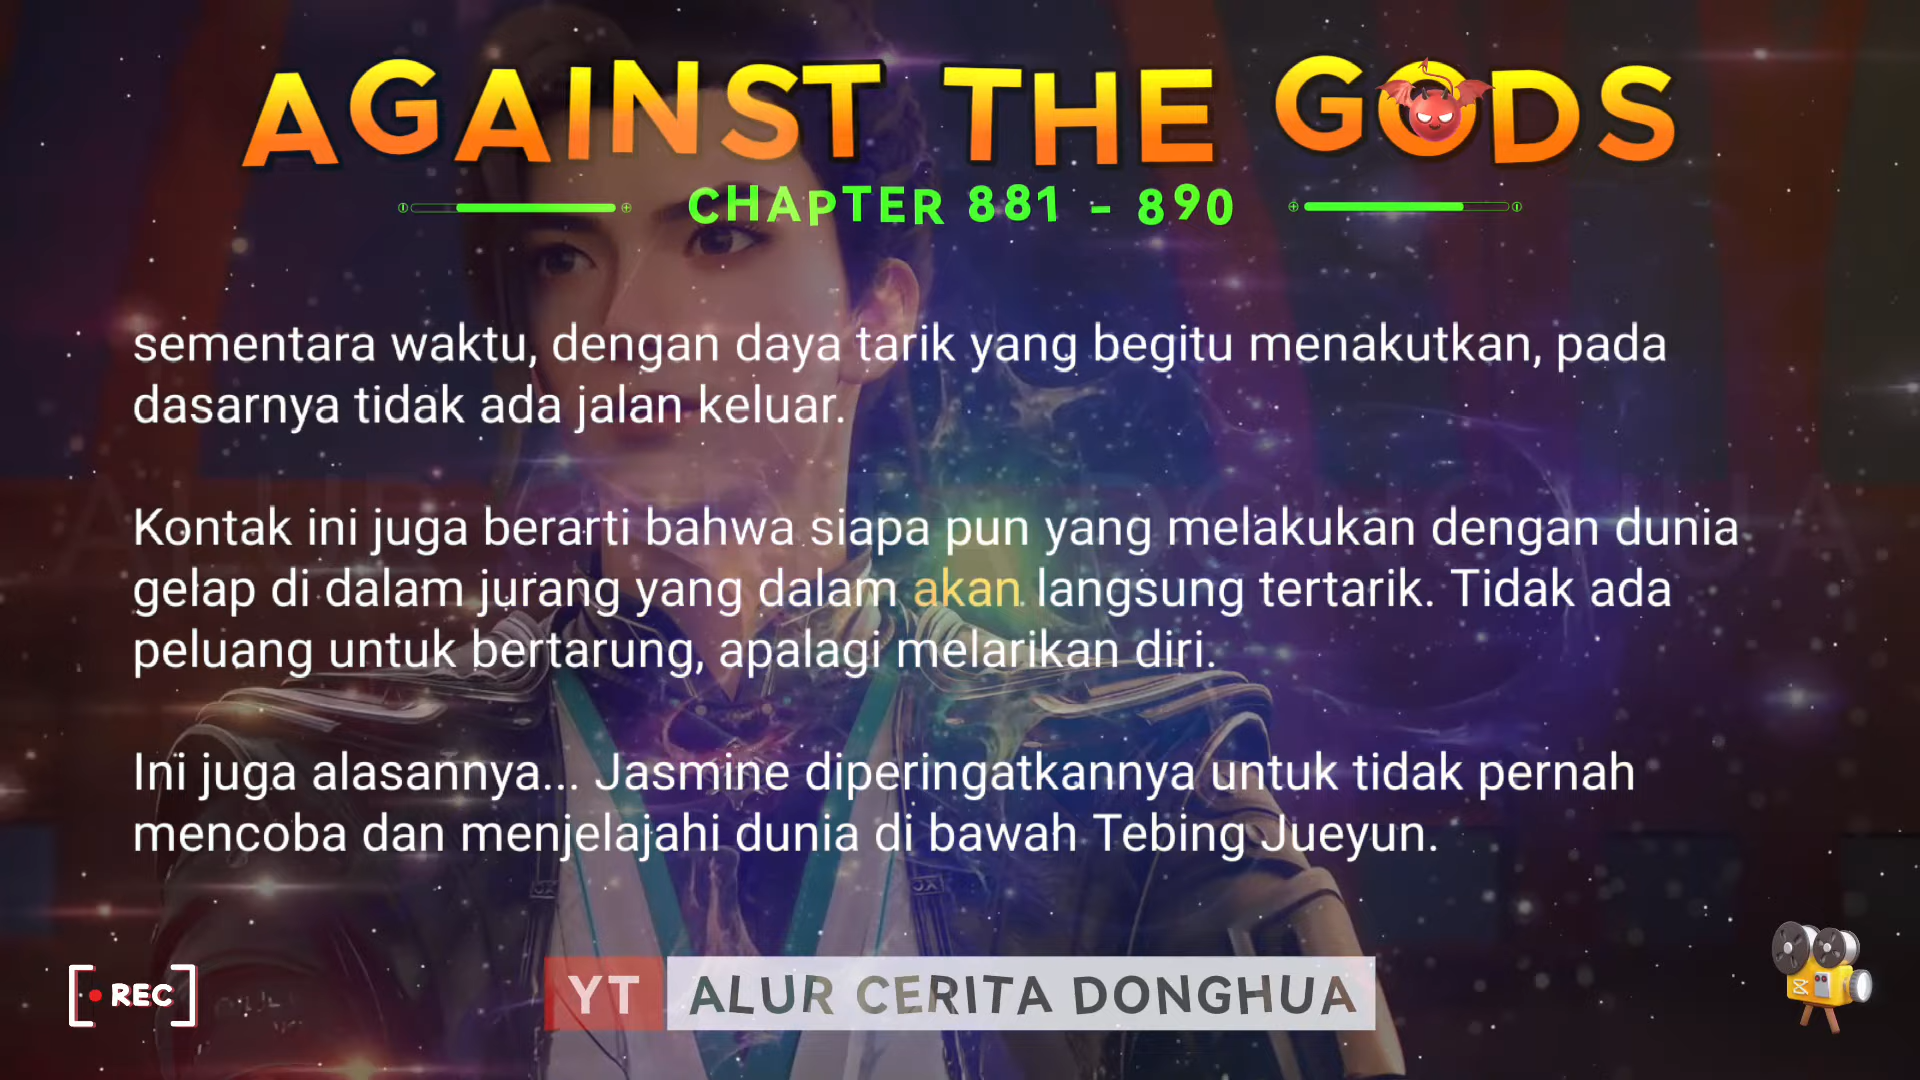 AGAINST THE GODS
CHAPTER 881 - 890
sementara waktu, dengan daya tarik yang begitu menakutkan, pada
dasarnya tidak ada jalan keluar.
Kontak ini juga berarti bahwa siapa pun yang melakukan dengan dunia
gelap di dalam jurang yang dalam akan langsung tertarik. Tidak ada
peluang untuk bertarung, apalagi melarikan diri.
Ini juga alasannya... Jasmine diperingatkannya untuk tidak pernah
mencoba dan menjelajahi dunia di bawah Tebing Jueyun.
REC
YT ALUR CERITA DONGHUA